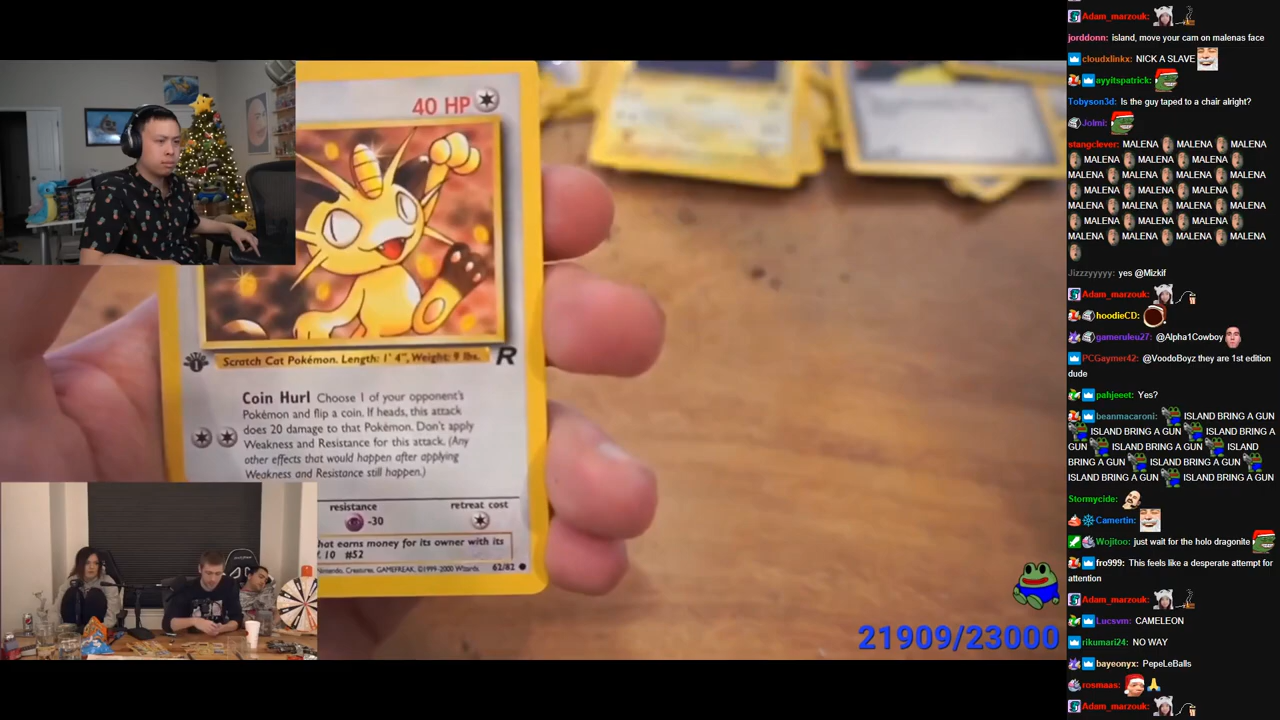 40 HP
Scratch Cat Pokémon. Length: 1' 4", Weight: 9 lbs.
R
Coin Hurl Choose 1 of your opponent's
Pokémon and flip a coin. If heads, this attack
does 20 damage to that Pokémon. Don't apply
Weakness and Resistance for this attack. (Any
other effects that would happen after applying
Weakness and Resistance still happen.)
resistance
retreat cost
-30
hat earns money for its owner with its
10 #52
Nintendo, Creatures, GAMEFREAK. ©1999-2000 Wizards. 62/82
21909/23000
Adam_marzouk:
jorddonn: island, move your cam on malenas face
cloudxlinkx: NICK A SLAVE
ayyitspatrick:
Tobyson3d: Is the guy taped to a chair alright?
Jolmi:
stangclever: MALENA MALENA MALENA
MALENA MALENA MALENA
MALENA MALENA MALENA MALENA
MALENA MALENA MALENA
MALENA MALENA MALENA MALENA
MALENA MALENA MALENA
MALENA MALENA MALENA MALENA
Jizzzyyyyy: yes @Mizkif
Adam_marzouk:
hoodieCD:
gameruleu27: @Alpha1Cowboy
PCGaymer42: @VoodoBoyz they are 1st edition
dude
pahjeeet: Yes?
beanmacaroni: ISLAND BRING A GUN
ISLAND BRING A GUN ISLAND BRING A
GUN ISLAND BRING A GUN ISLAND
BRING A GUN ISLAND BRING A GUN
ISLAND BRING A GUN ISLAND BRING A GUN
Stormycide:
Camertin:
Wojitoo: just wait for the holo dragonite
fro999: This feels like a desperate attempt for
attention
Adam_marzouk:
Lucsvm: CAMELEON
rikumari24: NO WAY
bayeonyx: PepeLeBalls
rosmaas:
Adam_marzouk: